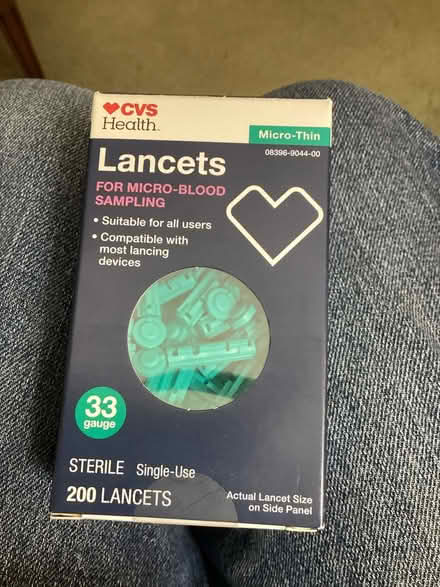 CVS
Health.
Micro-Thin
08396-9044-00
Lancets
FOR MICRO-BLOOD
SAMPLING
• Suitable for all users
• Compatible with
most lancing
devices
33
gauge
STERILE Single-Use
200 LANCETS
Actual Lancet Size
on Side Panel